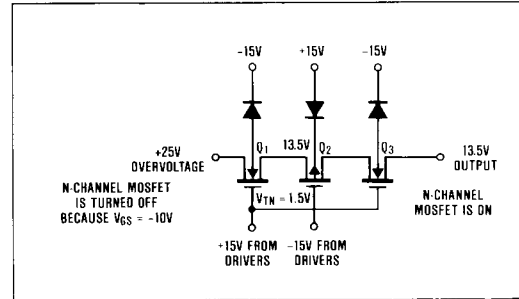 -15V
+15V
-15V
+25V
OVERVOLTAGE
Q1
13.5V
Q2
Q3
13.5V
OUTPUT
N-CHANNEL MOSFET
IS TURNED OFF
BECAUSE VGS = -10V
VTN = 1.5V
N-CHANNEL
MOSFET IS ON
+15V FROM
DRIVERS
-15V FROM
DRIVERS